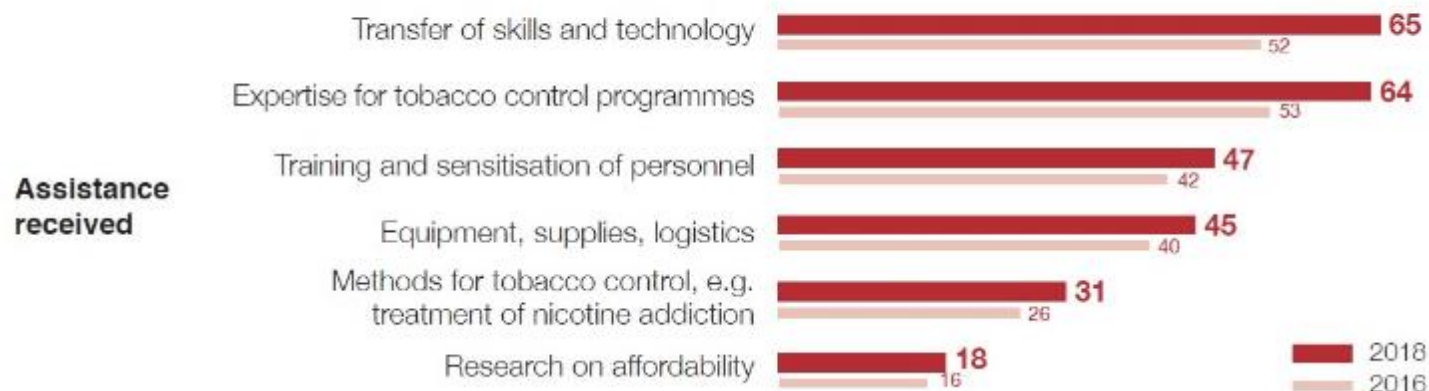 Transfer of skills and technology 65
52
Expertise for tobacco control programmes 64
53
Training and sensitisation of personnel 47
42
Assistance
received
Equipment, supplies, logistics 45
40
Methods for tobacco control, e.g.
treatment of nicotine addiction 31
26
Research on affordability 18
16
2018
2016